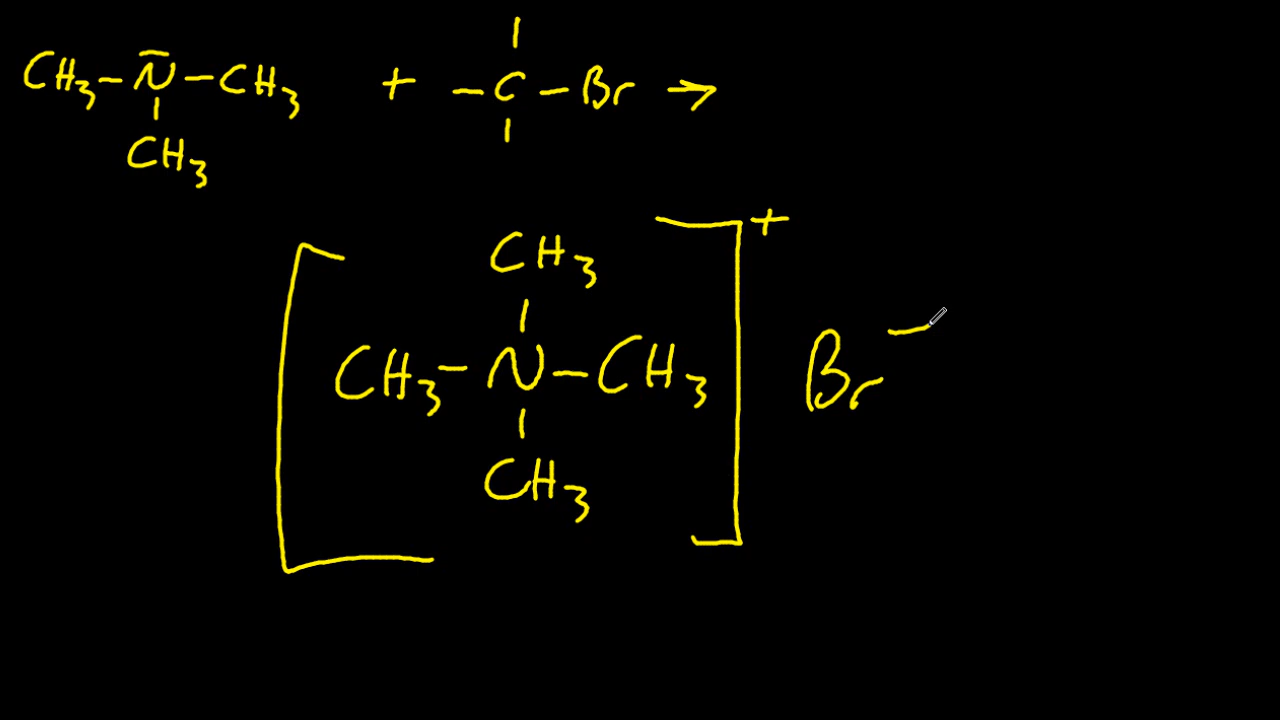 CH3-N̄-CH3 + -C-Br →
CH3
[CH3-N-CH3]+ Br-
CH3
CH3